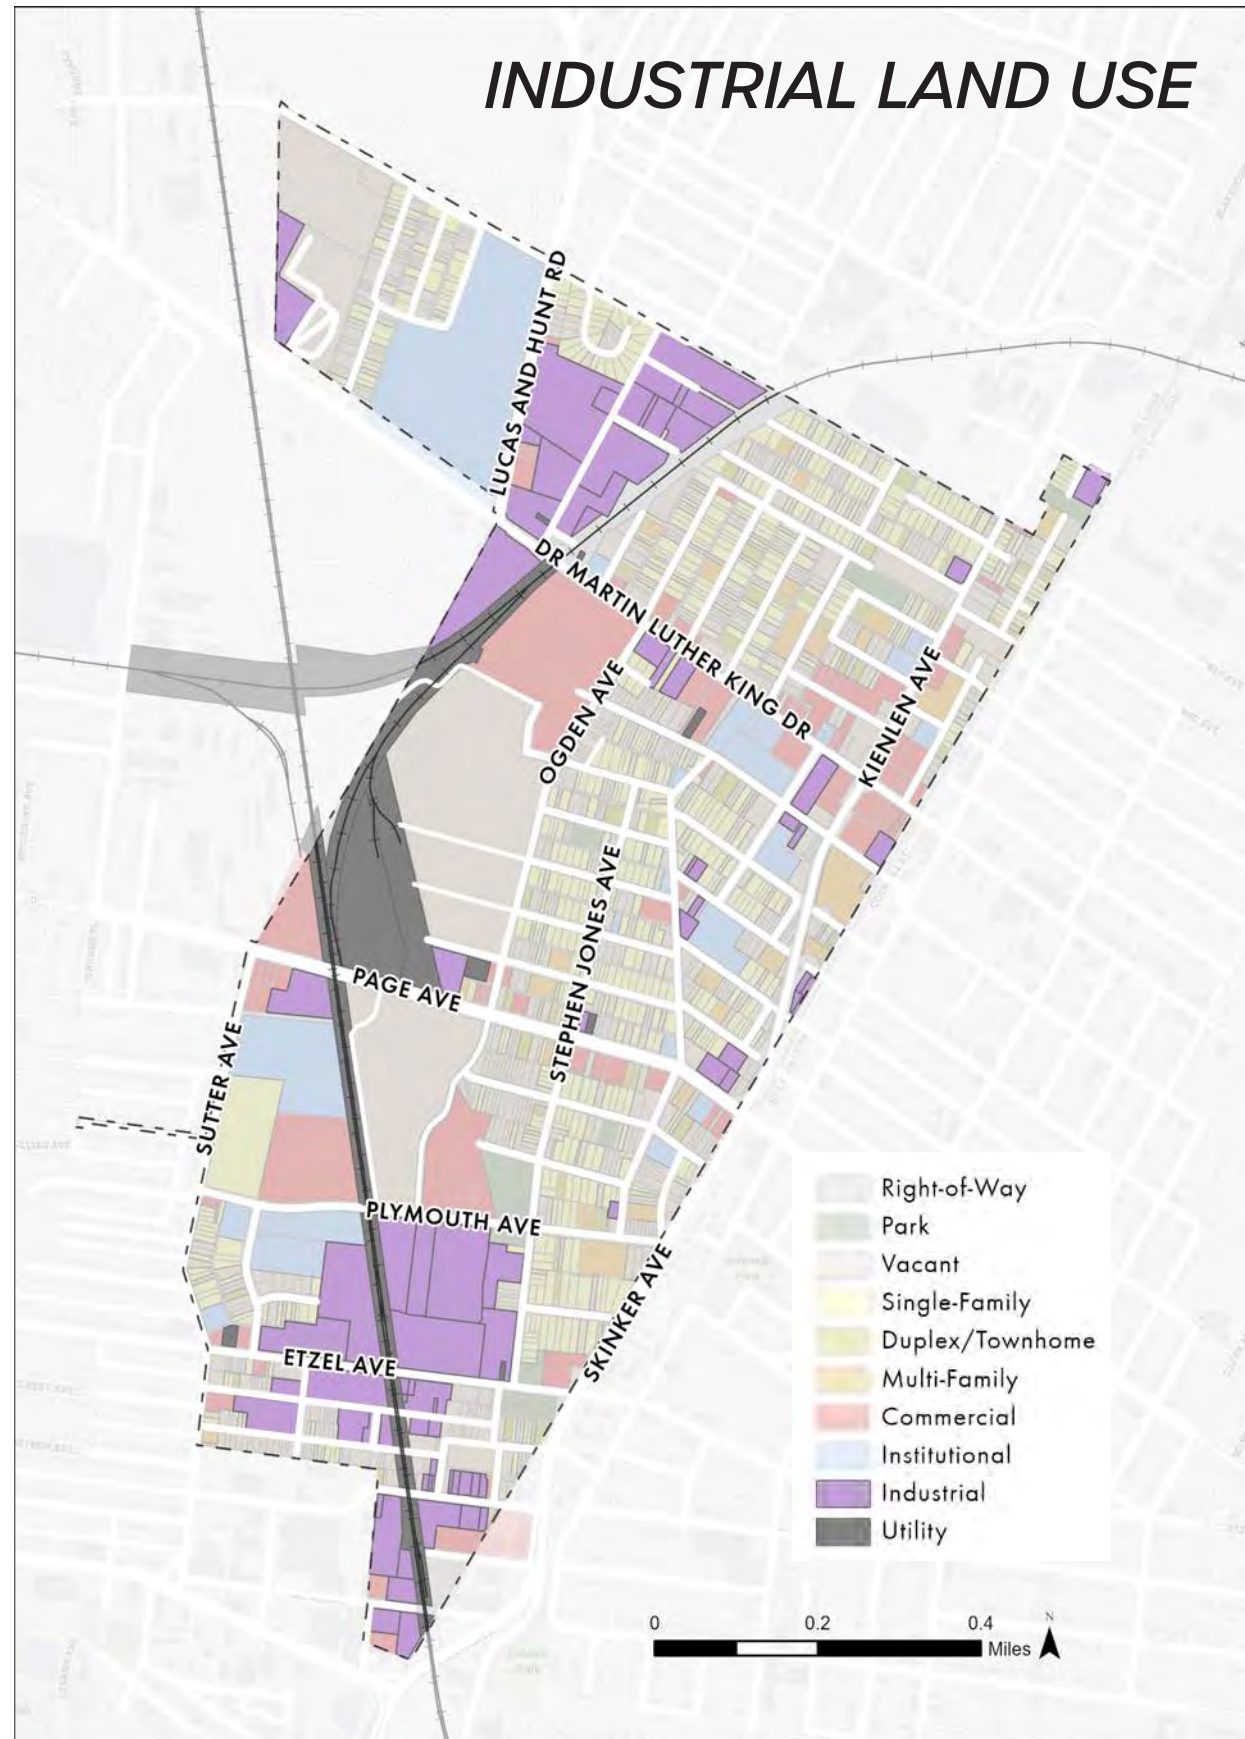 INDUSTRIAL LAND USE
LUCAS AND HUNT RD
DR MARTIN LUTHER KING DR
OGDEN AVE
KIENLEN AVE
STEPHEN JONES AVE
PAGE AVE
SUTTER AVE
PLYMOUTH AVE
SKINKER AVE
ETZEL AVE
Right-of-Way
Park
Vacant
Single-Family
Duplex/Townhome
Multi-Family
Commercial
Institutional
Industrial
Utility
0 0.2 0.4
Miles
N